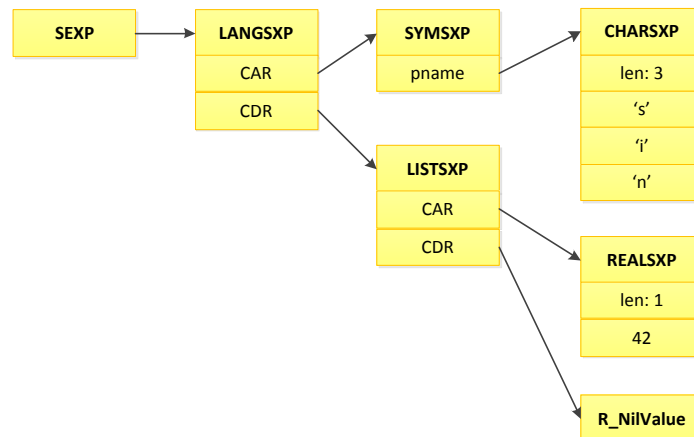 SEXP
LANGSXP
CAR
CDR
SYMSXP
pname
CHARSXP
len: 3
‘s’
‘i’
‘n’
LISTSXP
CAR
CDR
REALSXP
len: 1
42
R_NilValue